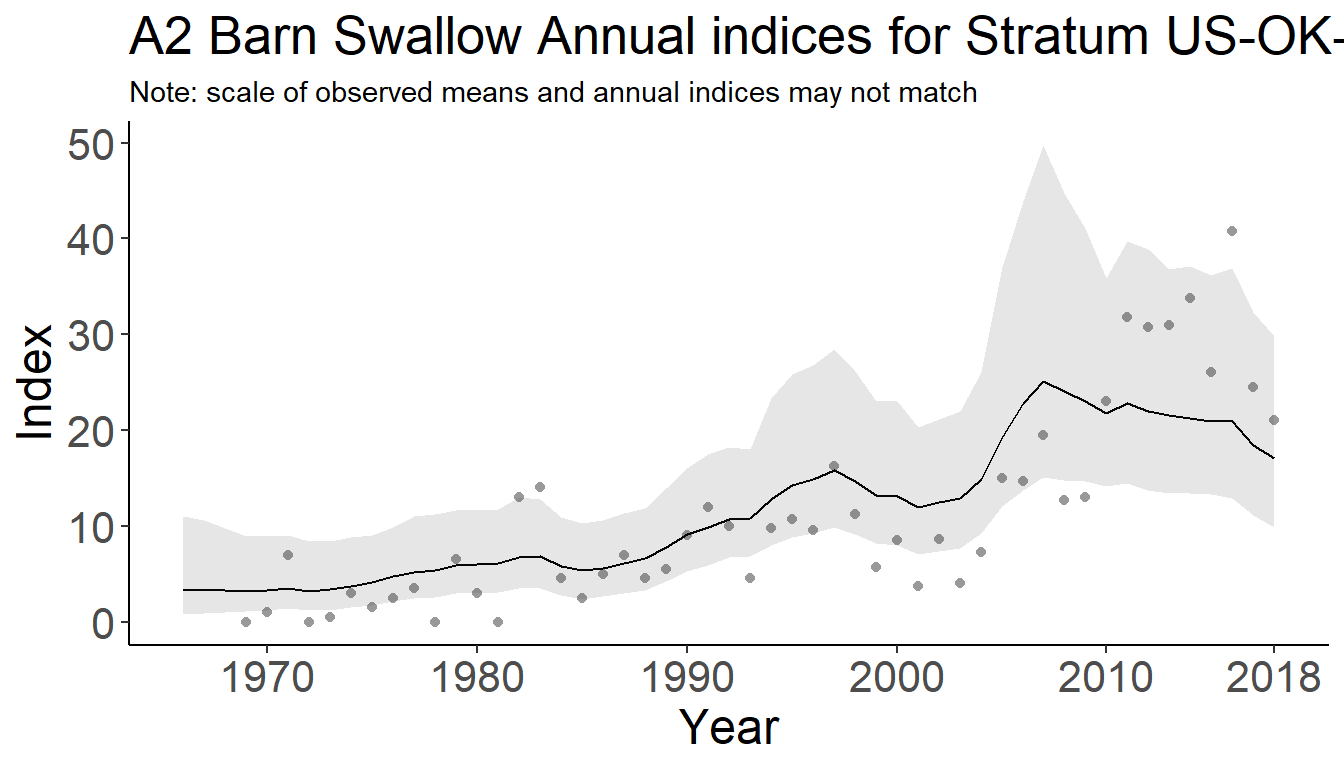 A2 Barn Swallow Annual indices for Stratum US-OK-
Note: scale of observed means and annual indices may not match
50
40
30
20
10
0
Index
1970 1980 1990 2000 2010 2018
Year